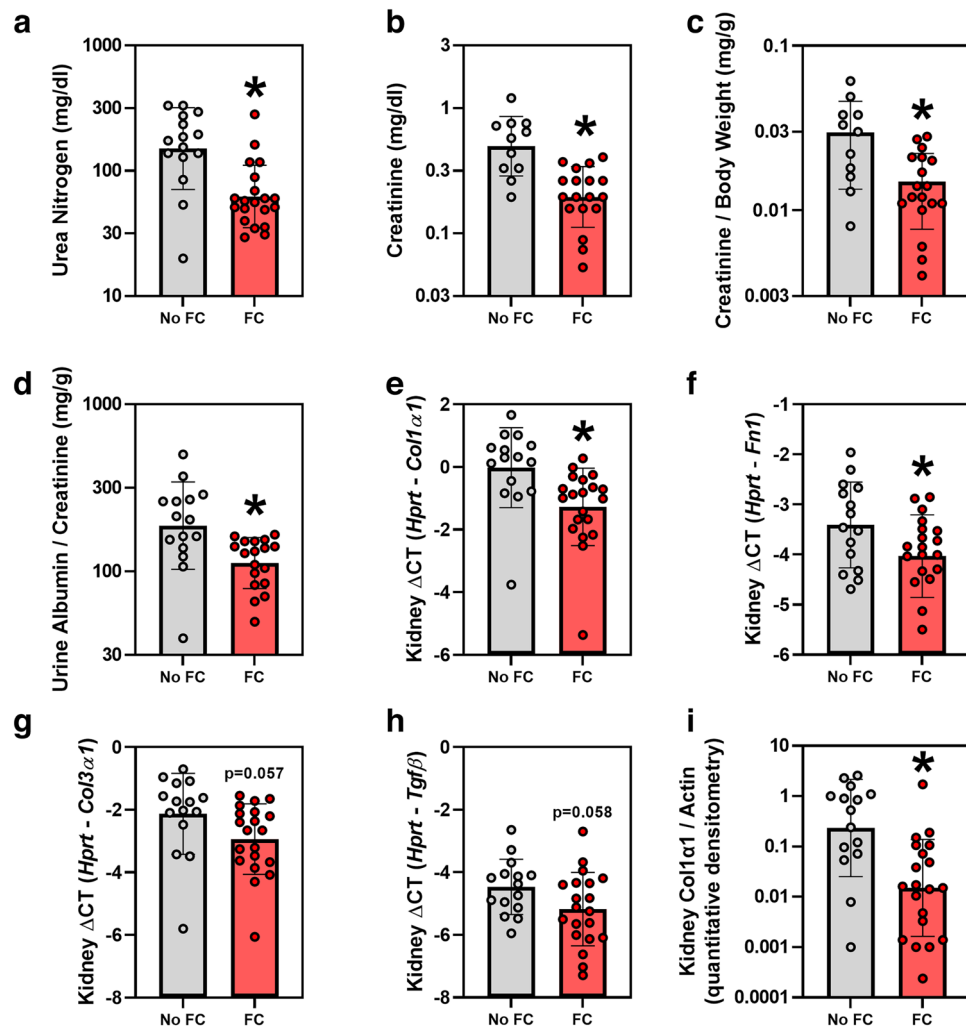 a
Urea Nitrogen (mg/dl)
1000
300
100
30
10
*
No FC
FC
b
Creatinine (mg/dl)
3
1
0.3
0.1
0.03
*
No FC
FC
c
Creatinine / Body Weight (mg/g)
0.1
0.03
0.01
0.003
*
No FC
FC
d
Urine Albumin / Creatinine (mg/g)
1000
300
100
30
*
No FC
FC
e
Kidney ΔCT (Hprt - Col1α1)
2
0
-2
-4
-6
*
No FC
FC
f
Kidney ΔCT (Hprt - Fn1)
-1
-2
-3
-4
-5
-6
*
No FC
FC
g
Kidney ΔCT (Hprt - Col3α1)
0
-2
-4
-6
-8
p=0.057
No FC
FC
h
Kidney ΔCT (Hprt - Tgfβ)
0
-2
-4
-6
-8
p=0.058
No FC
FC
i
Kidney Col1α1 / Actin
(quantitative densitometry)
10
1
0.1
0.01
0.001
0.0001
*
No FC
FC